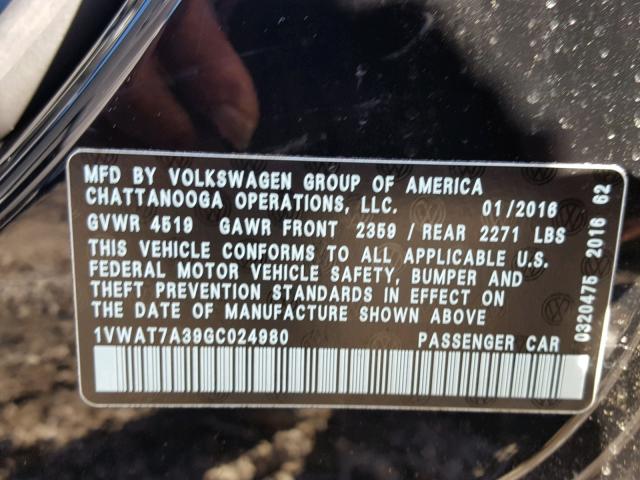 MFD BY VOLKSWAGEN GROUP OF AMERICA
CHATTANOOGA OPERATIONS, LLC. 01/2016
GVWR 4519 GAWR FRONT 2359 / REAR 2271 LBS
THIS VEHICLE CONFORMS TO ALL APPLICABLE U.S.
FEDERAL MOTOR VEHICLE SAFETY, BUMPER AND
THEFT PREVENTION STANDARDS IN EFFECT ON
THE DATE OF MANUFACTURE SHOWN ABOVE
1VWAT7A39GC024980 PASSENGER CAR
0320475 2016 62